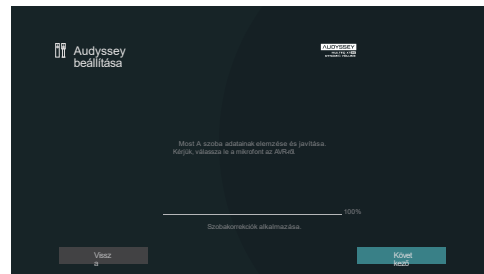 Audyssey
beállítása
AUDYSSEY
Most A szoba adatainak elemzése és javítása.
Kérjük, válassza le a mikrofont az AVR-ről.
100%
Szobakorrekciók alkalmazása.
Vissz
a
Követ
kező